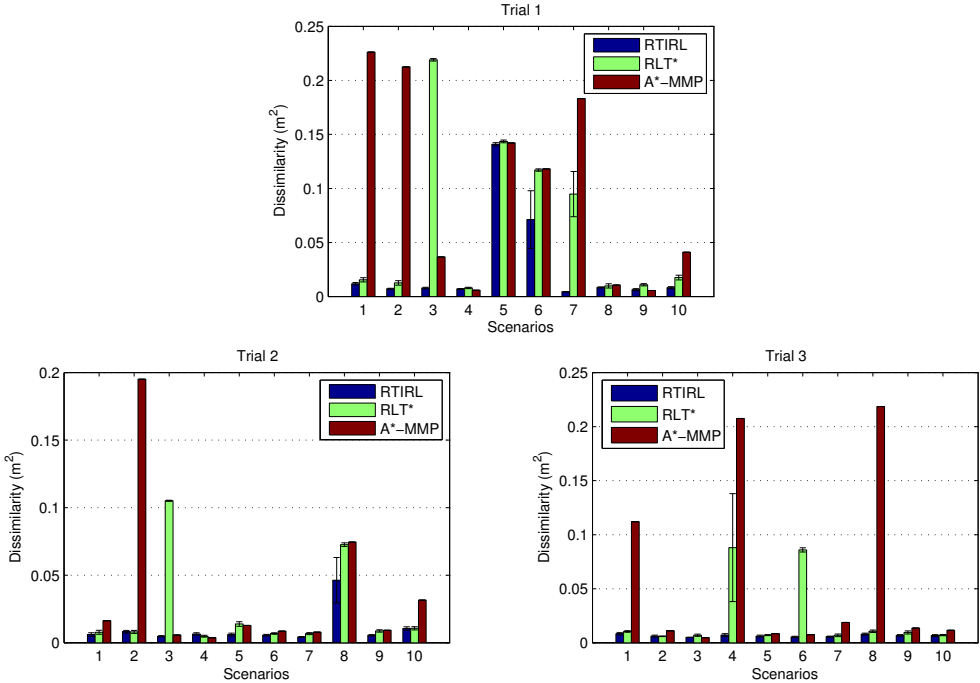 Trial 1
0.25
0.2
0.15
0.1
0.05
0
Dissimilarity (m²)
RTIRL
RLT*
A*−MMP
1 2 3 4 5 6 7 8 9 10
Scenarios
Trial 2
0.2
0.15
0.1
0.05
0
Dissimilarity (m²)
RTIRL
RLT*
A*−MMP
1 2 3 4 5 6 7 8 9 10
Scenarios
Trial 3
0.25
0.2
0.15
0.1
0.05
0
Dissimilarity (m²)
RTIRL
RLT*
A*−MMP
1 2 3 4 5 6 7 8 9 10
Scenarios